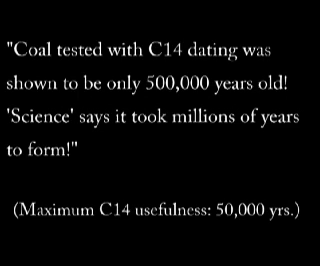 "Coal tested with C14 dating was
shown to be only 500,000 years old!
'Science' says it took millions of years
to form!"
(Maximum C14 usefulness: 50,000 yrs.)